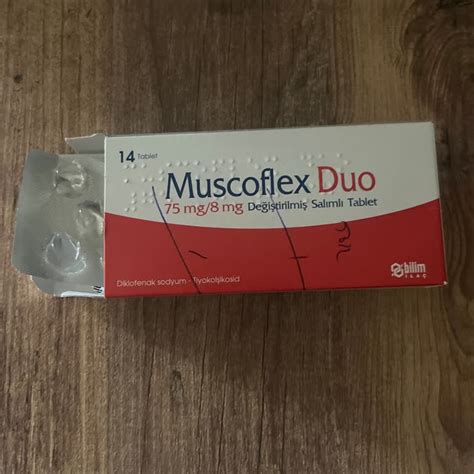 14 Tablet
Muscoflex Duo
75 mg/8 mg Değiştirilmiş Salımlı Tablet
bilim
İLAÇ
Diklofenak sodyum - Tiyokolşikosid